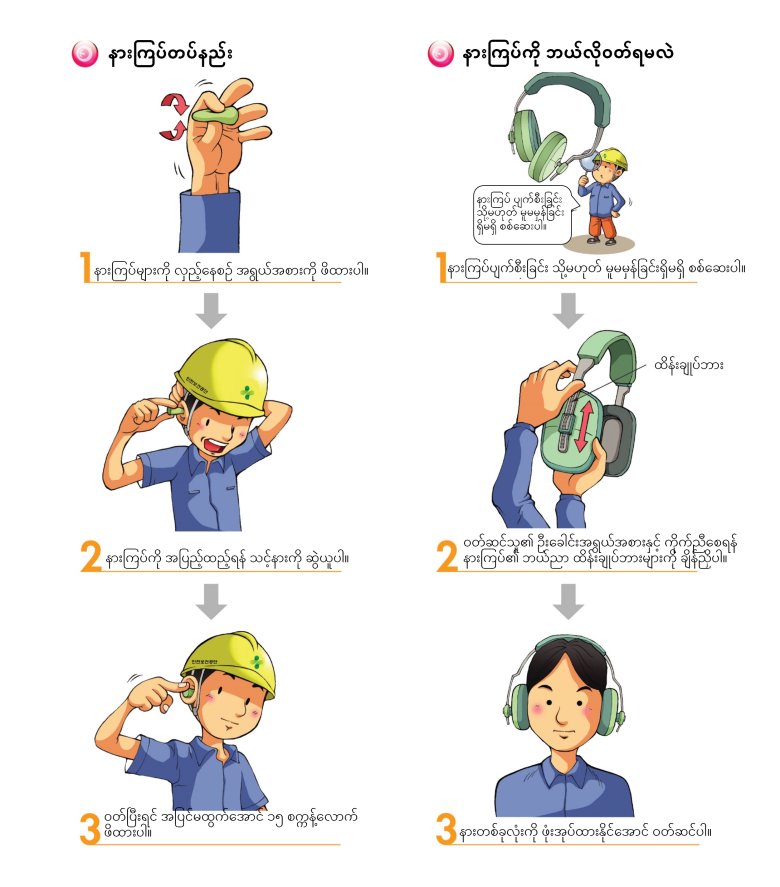 နားကြပ်တပ်နည်း
1 နားကြပ်များကို လှည့်နေစဉ် အရွယ်အစားကို ဖိထားပါ။
2 နားကြပ်ကို အပြည့်ထည့်ရန် သင့်နားကို ဆွဲယူပါ။
3 ဝတ်ပြီးရင် အပြင်မထွက်အောင် ၁၅ စက္ကန့်လောက်
ဖိထားပါ။
နားကြပ်ကို ဘယ်လိုဝတ်ရမလဲ
နားကြပ် ပျက်စီးခြင်း
သို့မဟုတ် မူမမှန်ခြင်း
ရှိမရှိ စစ်ဆေးပါ။
1 နားကြပ်ပျက်စီးခြင်း သို့မဟုတ် မူမမှန်ခြင်းရှိမရှိ စစ်ဆေးပါ။
ထိန်းချုပ်ဘား
2 ဝတ်ဆင်သူ၏ ဦးခေါင်းအရွယ်အစားနှင့် ကိုက်ညီစေရန်
နားကြပ်၏ ဘယ်ညာ ထိန်းချုပ်ဘားများကို ချိန်ညှိပါ။
3 နားတစ်ခုလုံးကို ဖုံးအုပ်ထားနိုင်အောင် ဝတ်ဆင်ပါ။